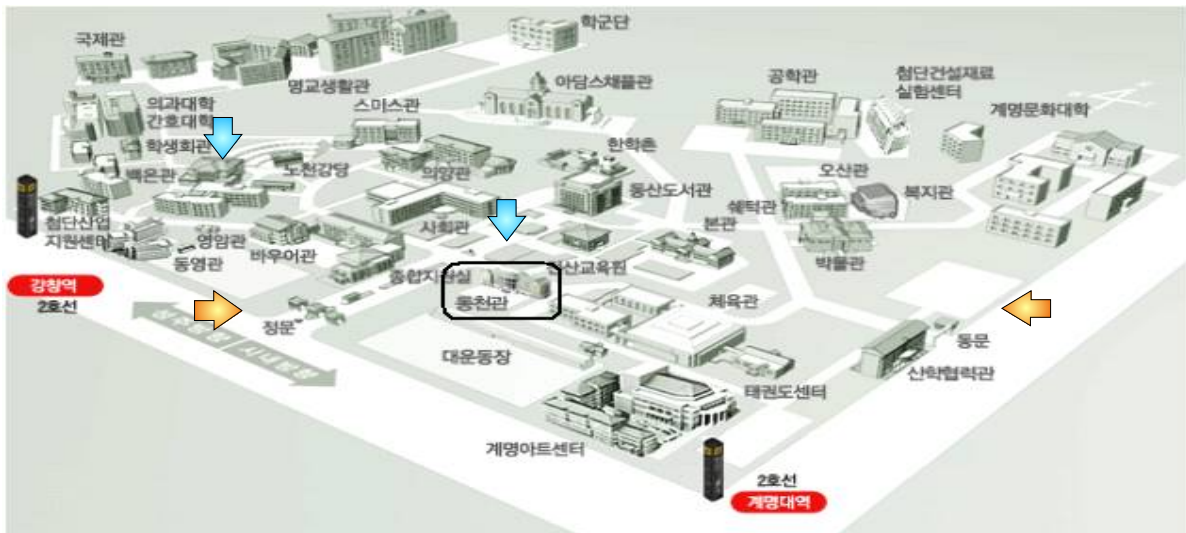 학군단
국제관
명교생활관
아담스채플관
공학관
첨단건설재료
실험센터
계명문화대학
의과대학
간호대학
스미스관
학생회관
한학촌
백은관
노천강당
의양관
동산도서관
오산관
복지관
쉐턱관
첨단산업
지원센터
영암관
동영관
바우어관
사회관
본관
박물관
종합지원실
동천관
체육관
강창역
2호선
정문
대운동장
동문
산학협력관
태권도센터
시내방향
계명아트센터
2호선
계명대역